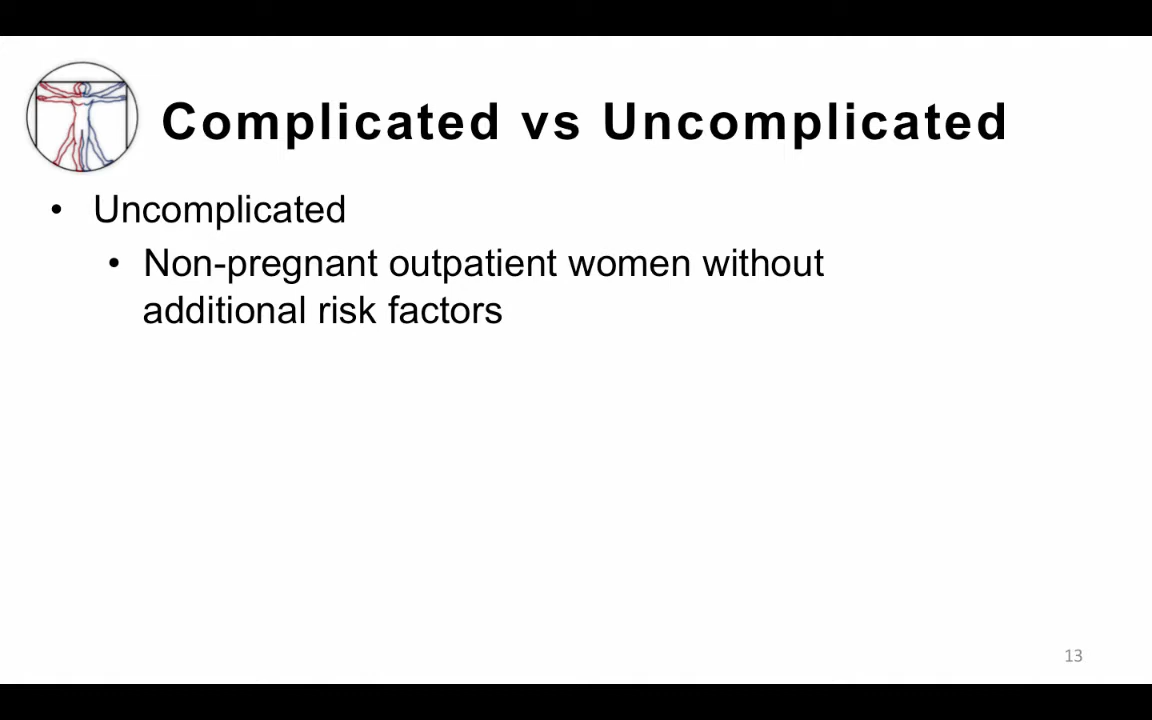 Complicated vs Uncomplicated
• Uncomplicated
• Non-pregnant outpatient women without
additional risk factors
13